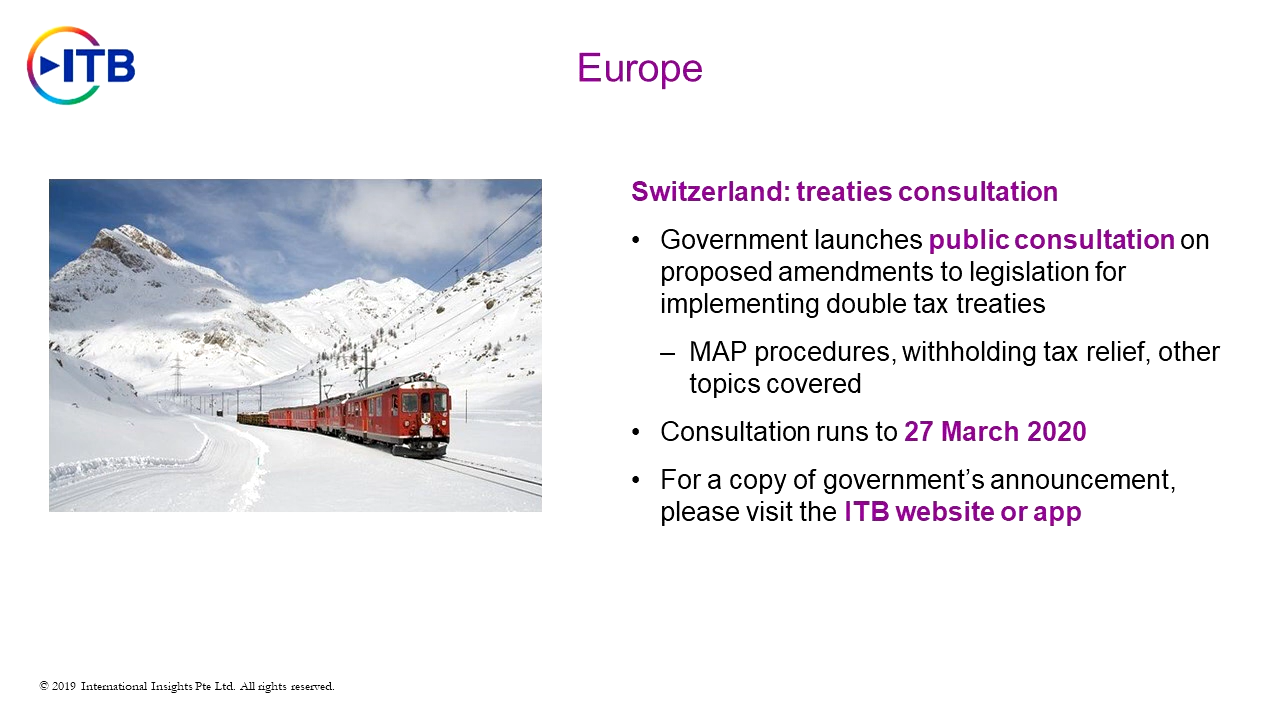 ITB
Europe
Switzerland: treaties consultation
• Government launches public consultation on
proposed amendments to legislation for
implementing double tax treaties
– MAP procedures, withholding tax relief, other
topics covered
• Consultation runs to 27 March 2020
• For a copy of government’s announcement,
please visit the ITB website or app
© 2019 International Insights Pte Ltd. All rights reserved.